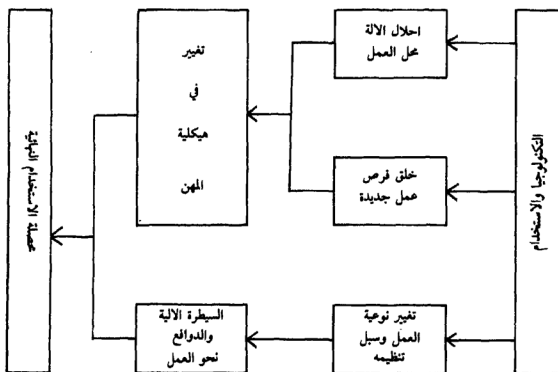 التكنولوجيا والاستخدام
احلال الالة
محل العمل
خلق فرص
عمل جديدة
تغيير نوعية
العمل وسبل
تنظيمه
تغيير
في
هيكلية
المهن
السيطرة الالية
والدوافع
نحو العمل
محصلة الاستخدام النهائية